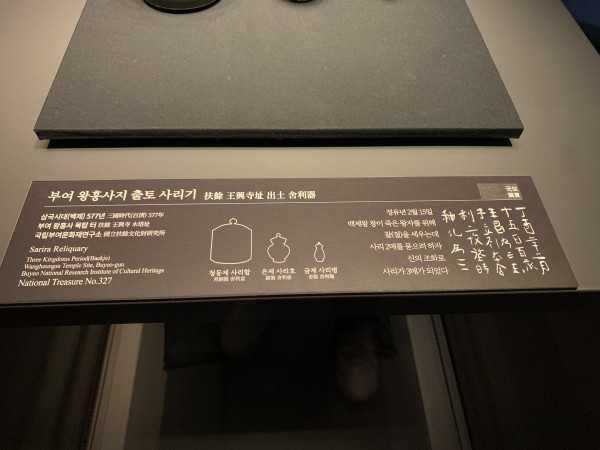 부여 왕흥사지 출토 사리기 扶餘 王興寺址 出土 舍利器
삼국시대(백제) 577년 三國時代(百濟) 577年
부여 왕흥사 목탑 터 扶餘 王興寺 木塔址
국립부여문화재연구소 國立扶餘文化財研究所
Sarira Reliquary
Three Kingdoms Period(Baekje)
Wangheungsa Temple Site, Buyeo-gun
Buyeo National Research Institute of Cultural Heritage
National Treasure No.327
청동제 사리합
靑銅製 舍利盒
은제 사리호
銀製 舍利壺
금제 사리병
金製 舍利甁
정유년 2월 15일
백제왕 창이 죽은 왕자를 위해
찰(刹)을 세우는데
사리 2매를 묻으려 하자
신의 조화로
사리가 3매가 되었다
丁酉年二月
十五日百濟
王昌爲亡王
子立刹本舍
利二枚葬時
神化爲三
국보
國寶